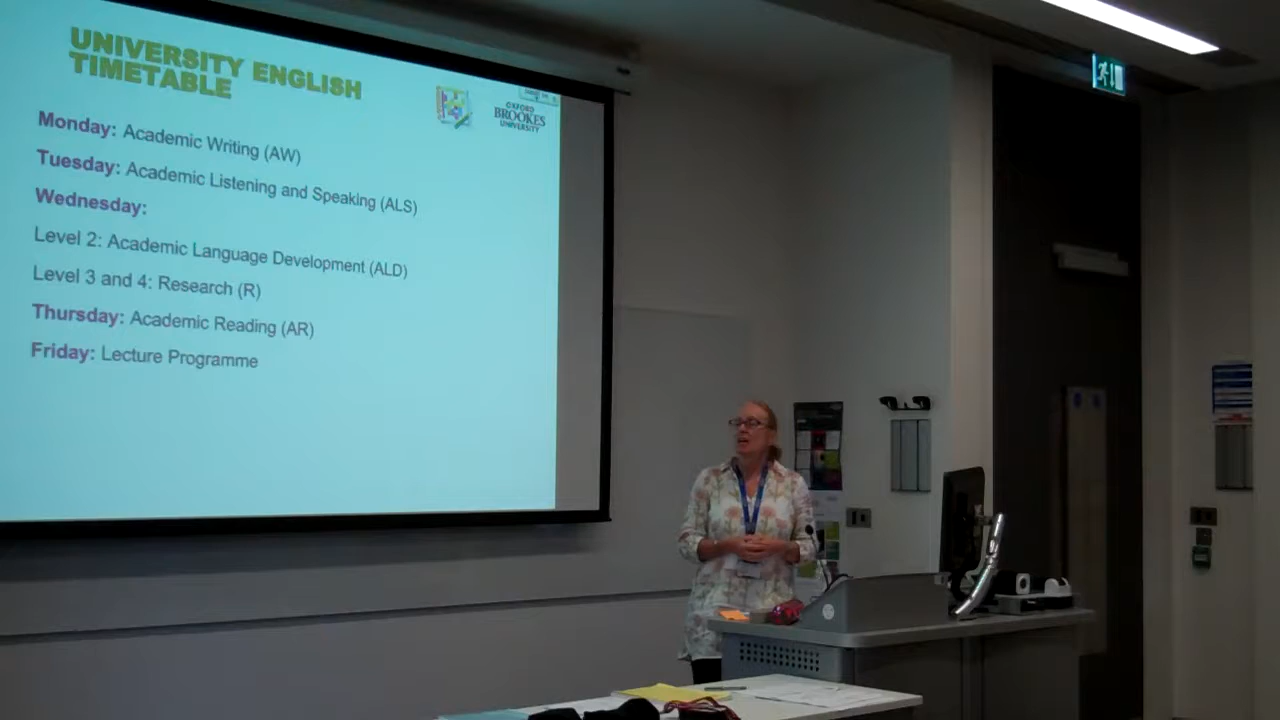 UNIVERSITY ENGLISH
TIMETABLE
OXFORD
BROOKES
UNIVERSITY
Monday: Academic Writing (AW)
Tuesday: Academic Listening and Speaking (ALS)
Wednesday:
Level 2: Academic Language Development (ALD)
Level 3 and 4: Research (R)
Thursday: Academic Reading (AR)
Friday: Lecture Programme